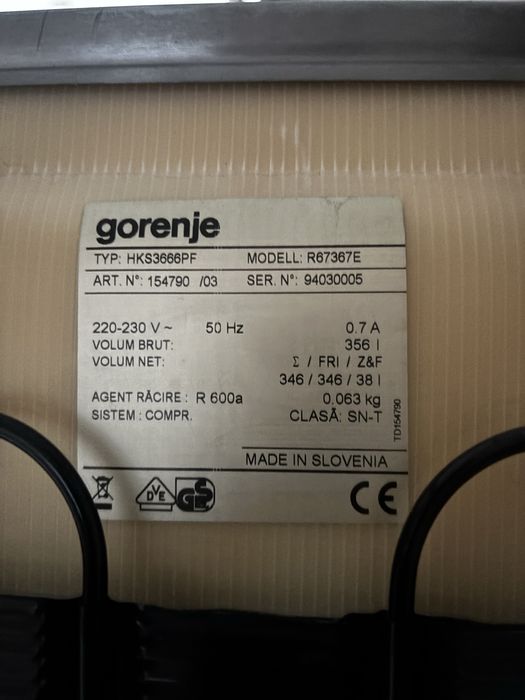 gorenje
TYP: HKS3666PF MODELL: R67367E
ART. N°: 154790 /03 SER. N°: 94030005
220-230 V ~ 50 Hz 0.7 A
VOLUM BRUT: 356 l
VOLUM NET: Σ / FRI / Z&F
346 / 346 / 38 l
AGENT RĂCIRE : R 600a 0.063 kg
SISTEM : COMPR. CLASĂ: SN-T
TD154790
MADE IN SLOVENIA
DVE GS CE